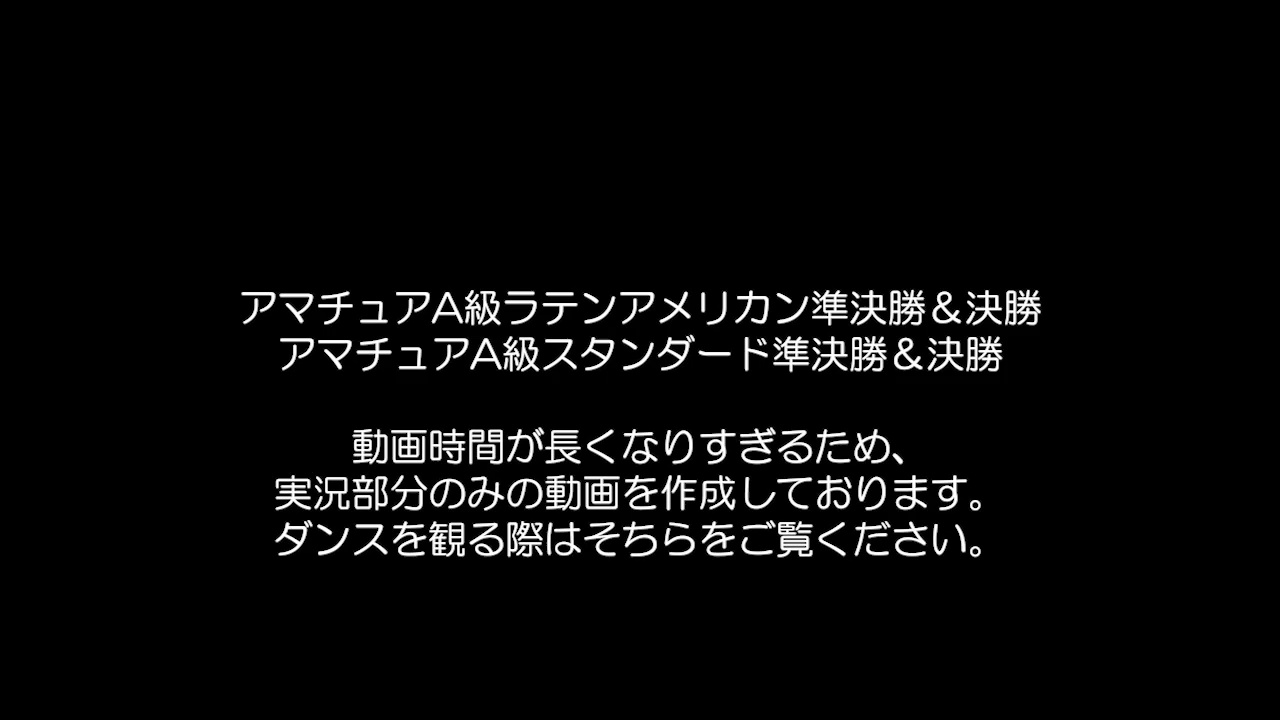 アマチュアA級ラテンアメリカン準決勝＆決勝
アマチュアA級スタンダード準決勝＆決勝
動画時間が長くなりすぎるため、
実況部分のみの動画を作成しております。
ダンスを観る際はそちらをご覧ください。